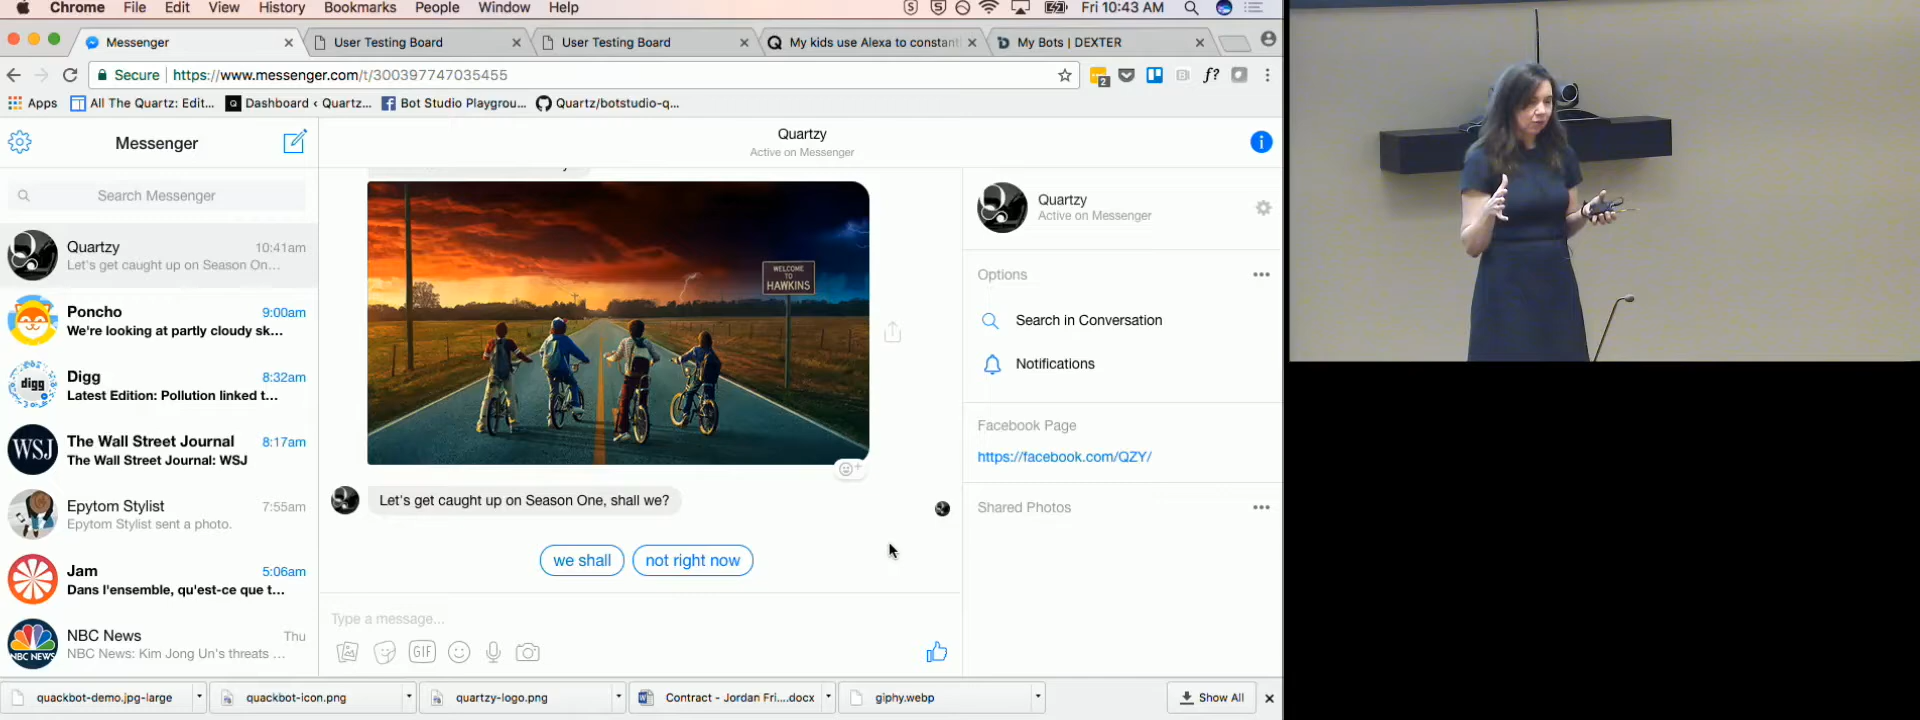 Chrome File Edit View History Bookmarks People Window Help Fri 10:43 AM
Messenger User Testing Board User Testing Board My kids use Alexa to constant My Bots | DEXTER
Secure https://www.messenger.com/t/300397747035455
Apps All The Quartz: Edit... Dashboard ‹ Quartz... Bot Studio Playgrou... Quartz/botstudio-q...
Messenger
Search Messenger
Quartzy 10:41am
Let's get caught up on Season On...
Poncho 9:00am
We're looking at partly cloudy sk...
digg
Digg 8:32am
Latest Edition: Pollution linked t...
WSJ
The Wall Street Journal 8:17am
The Wall Street Journal: WSJ
Epytom Stylist 7:55am
Epytom Stylist sent a photo.
Jam 5:06am
Dans l'ensemble, qu'est-ce que t...
NBC NEWS
NBC News Thu
NBC News: Kim Jong Un's threats ...
Quartzy
Active on Messenger
WELCOME
TO
HAWKINS
Let's get caught up on Season One, shall we?
we shall not right now
Type a message...
GIF
Quartzy
Active on Messenger
Options
Search in Conversation
Notifications
Facebook Page
https://facebook.com/QZY/
Shared Photos
quackbot-demo.jpg-large quackbot-icon.png quartzy-logo.png Contract - Jordan Fri....docx giphy.webp Show All